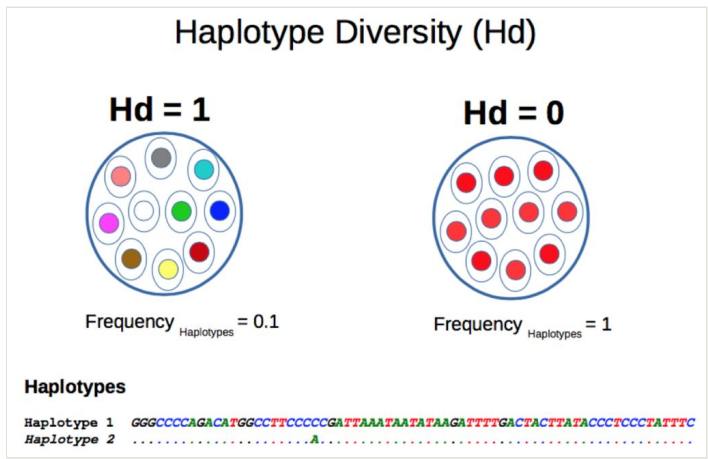 Haplotype Diversity (Hd)
Hd = 1
Hd = 0
Frequency Haplotypes = 0.1
Frequency Haplotypes = 1
Haplotypes
Haplotype 1 GGGCCCCAGACATGGCCTTCCCCCGATTAAATAATATAAGATTTTGACTACTTATACCCTCCCTATTTC
Haplotype 2 ......................A..............................................